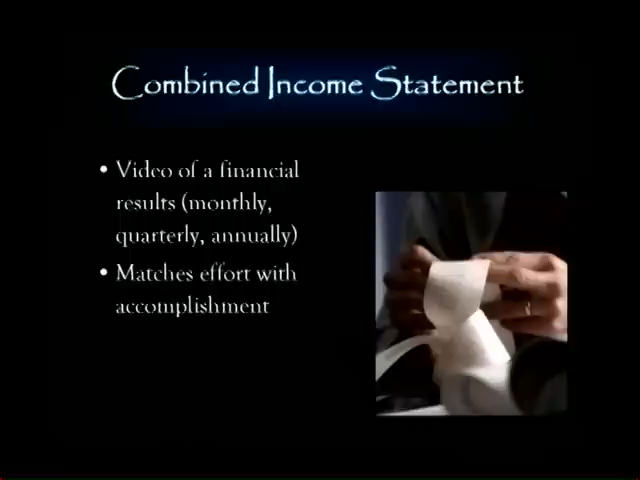 Combined Income Statement
• Video of a financial
results (monthly,
quarterly, annually)
• Matches effort with
accomplishment